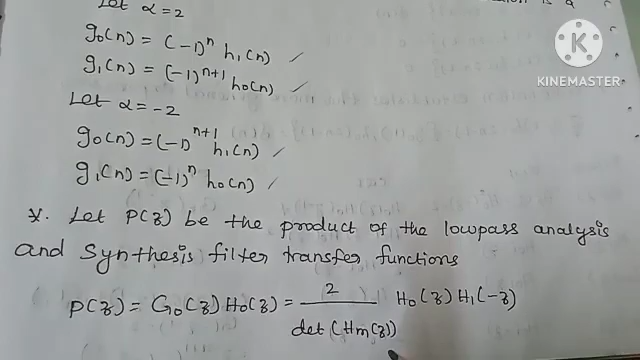 Let α=2
is a
g₀(n) = (-1)ⁿ h₁(n)
g₁(n) = (-1)ⁿ⁺¹ h₀(n)
Let α=-2
g₀(n) = (-1)ⁿ⁺¹ h₁(n)
g₁(n) = (-1)ⁿ h₀(n)
*. Let P(z) be the product of the lowpass analysis
and Synthesis filter transfer functions
P(z) = G₀(z) H₀(z) = 2 / det(Hm(z)) H₀(z) H₁(-z)
K
KINEMASTER